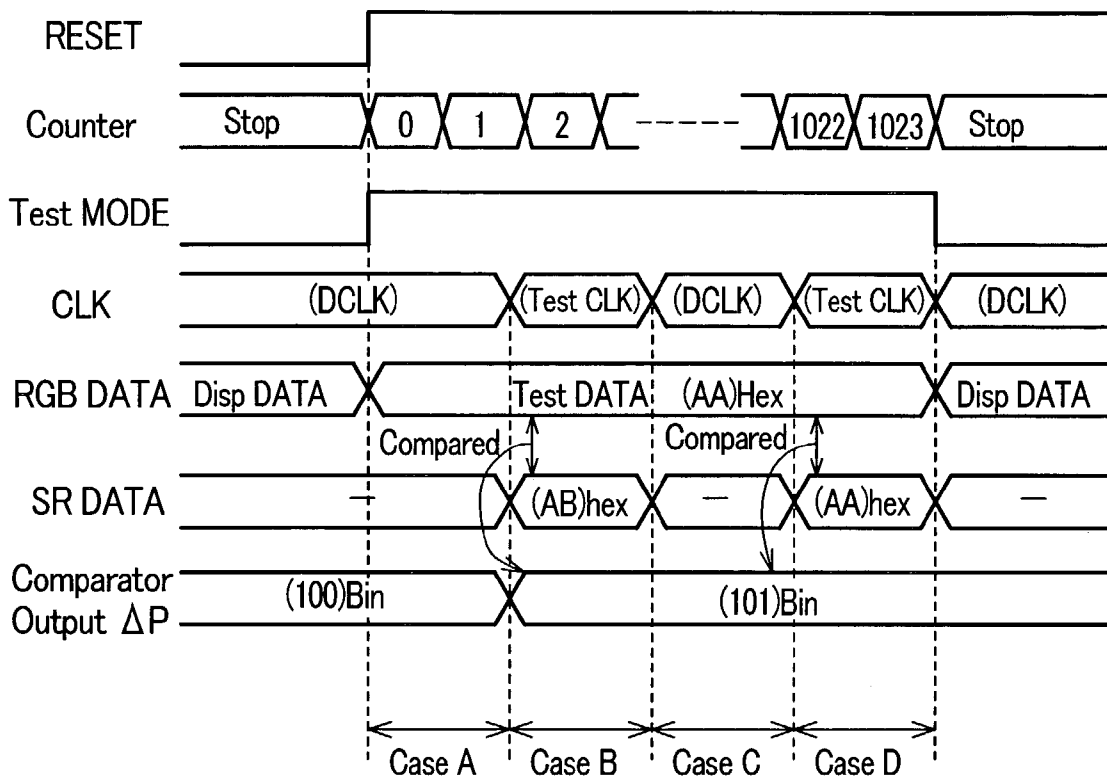 RESET
Counter Stop 0 1 2 1022 1023 Stop
Test MODE
CLK (DCLK) (Test CLK) (DCLK) (Test CLK) (DCLK)
RGB DATA Disp DATA Test DATA (AA)Hex Disp DATA
Compared Compared
SR DATA – (AB)hex – (AA)hex –
Comparator
Output ΔP (100)Bin (101)Bin
Case A Case B Case C Case D